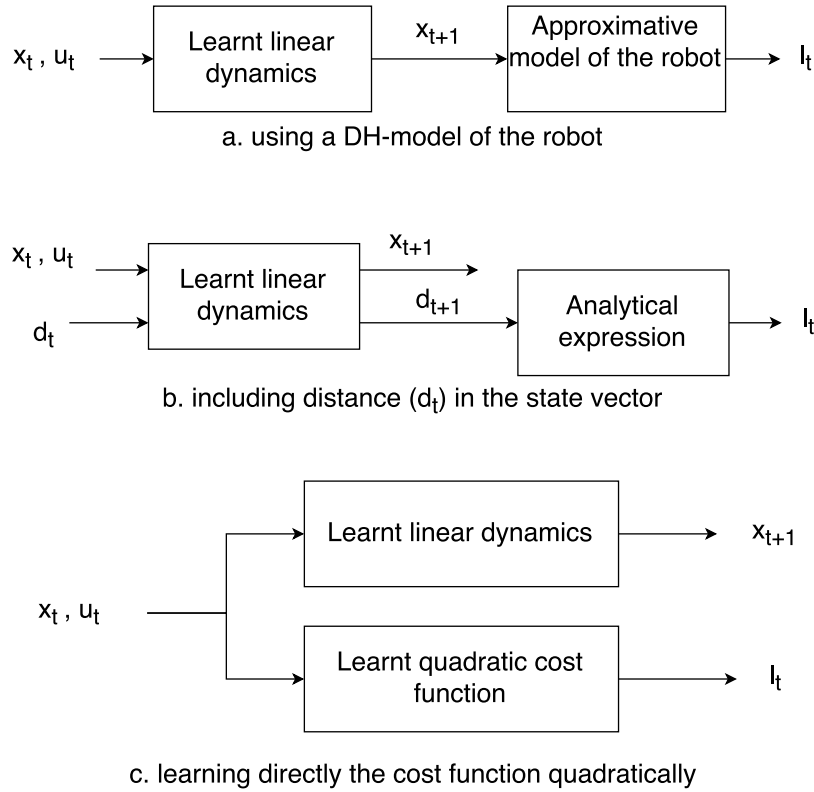 x_t , u_t
Learnt linear
dynamics
x_{t+1}
Approximative
model of the robot
l_t
a. using a DH-model of the robot
x_t , u_t
d_t
Learnt linear
dynamics
x_{t+1}
d_{t+1}
Analytical
expression
l_t
b. including distance (d_t) in the state vector
x_t , u_t
Learnt linear dynamics
x_{t+1}
Learnt quadratic cost
function
l_t
c. learning directly the cost function quadratically